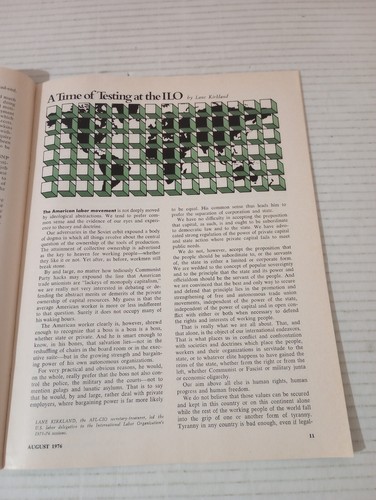 A Time of Testing at the ILO by Lane Kirkland
The American labor movement is not deeply moved
by ideological abstractions. We tend to prefer com-
mon sense and the evidence of our eyes and experi-
ence to theory and doctrine.
Our adversaries in the Soviet orbit expound a body
of dogma in which all things revolve about the central
question of the ownership of the tools of production.
The attainment of collective ownership is advertised
as the key to heaven for working people—whether
they like it or not. Yet after, as before, workmen still
break their backs.
By and large, no matter how zealously Communist
Party hacks may expound the line that American
trade unionists are "lackeys of monopoly capitalism,"
we are really not very interested in debating or de-
fending the abstract merits or demerits of the private
ownership of capital resources. My guess is that the
average American worker is more or less indifferent
to that question. Surely it does not occupy many of
his waking hours.
The American worker clearly is, however, shrewd
enough to recognize that a boss is a boss is a boss,
whether state or private. And he is smart enough to
know, in his bones, that salvation lies—not in the
reshuffling of chairs in the head room or in the exec-
utive suite—but in the growing strength and bargain-
ing power of his own autonomous organizations.
For very practical and obvious reasons, he would,
on the whole, really prefer that the boss not also con-
trol the police, the military and the courts—not to
mention gulags and lunatic asylums. That is to say
that he would, by and large, rather deal with private
employers, where bargaining power is far more likely
LANE KIRKLAND, the AFL-CIO secretary-treasurer, led the
U.S. labor delegation to the International Labor Organization's
1976 sessions.
to be equal. His common sense thus leads him to
prefer the separation of corporation and state.
We have no difficulty in accepting the proposition
that capital, as such, is and ought to be subordinate
to democratic law and to the state. We have advo-
cated strong regulation of the power of private capital
and state action where private capital fails to meet
public needs.
We do not, however, accept the proposition that
the people should be subordinate to, or the servants
of, the state in either a limited or corporate form.
We are wedded to the concept of popular sovereignty
and to the principle that the state and its power and
officialdom should be the servant of the people. And
we are convinced that the best and only way to secure
and defend that principle lies in the protection and
strengthening of free and autonomous trade union
movements, independent of the power of the state,
independent of the power of capital and in open con-
flict with either or both when necessary to defend
the rights and interests of working people.
That is really what we are all about. That, and
that alone, is the object of our international endeavors.
That is what places us in conflict and confrontation
with societies and doctrines which place the people,
workers and their organizations in servitude to the
state, or to whatever elite happens to have gained the
reins of the state, whether from the right or from the
left, whether Communist or Fascist or military junta
or economic oligarchy.
Our aim above all else is human rights, human
progress and human freedom.
We do not believe that those values can be secured
and kept in this country or on this continent alone
while the rest of the working people of the world fall
into the grip of one or another form of tyranny.
Tyranny in any country is bad enough, even if legal-
AUGUST 1976
11